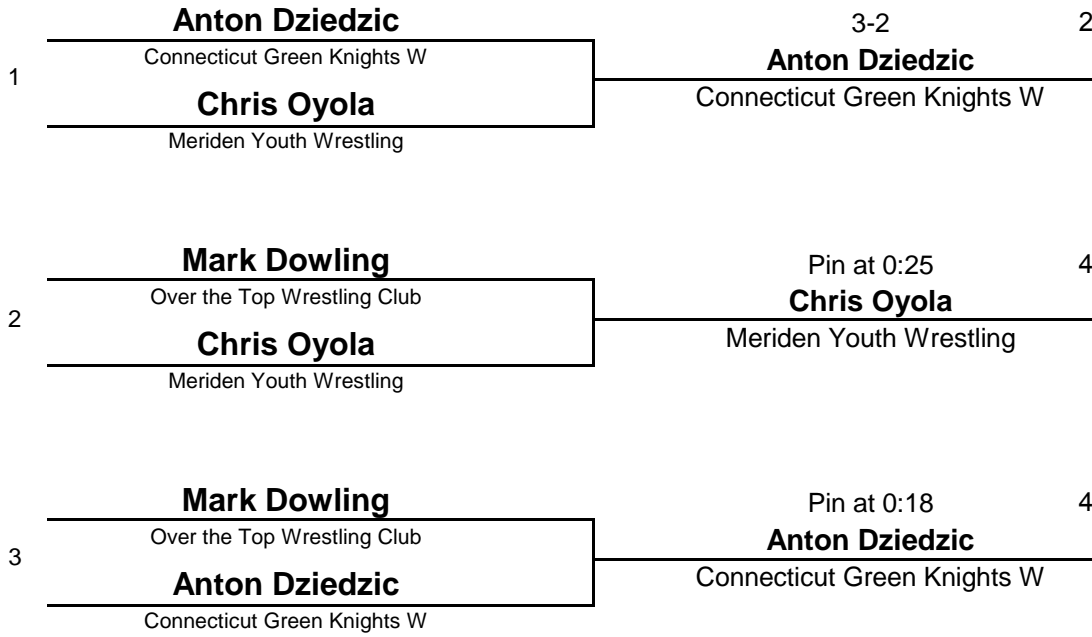 Anton Dziedzic
Connecticut Green Knights W
1
Chris Oyola
Meriden Youth Wrestling
3-2 2
Anton Dziedzic
Connecticut Green Knights W
Mark Dowling
Over the Top Wrestling Club
2
Chris Oyola
Meriden Youth Wrestling
Pin at 0:25 4
Chris Oyola
Meriden Youth Wrestling
Mark Dowling
Over the Top Wrestling Club
3
Anton Dziedzic
Connecticut Green Knights W
Pin at 0:18 4
Anton Dziedzic
Connecticut Green Knights W